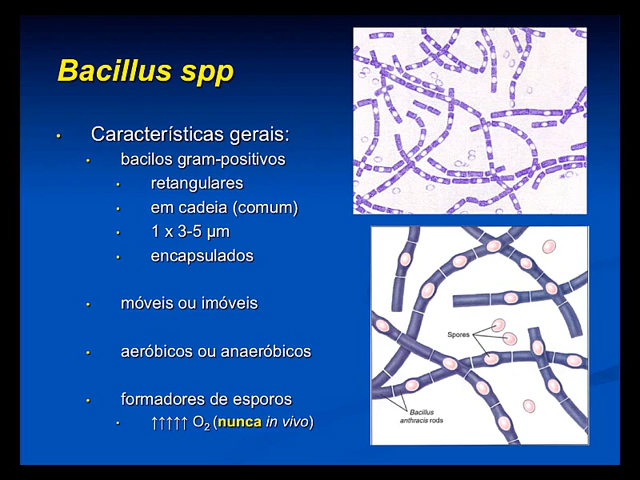 Bacillus spp
Características gerais:
bacilos gram-positivos
retangulares
em cadeia (comum)
1 x 3-5 µm
encapsulados
móveis ou imóveis
aeróbicos ou anaeróbicos
formadores de esporos
↑↑↑↑↑ O₂ (nunca in vivo)
Spores
Bacillus
anthracis rods